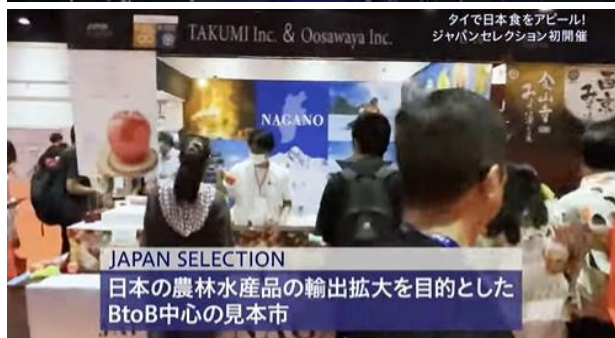 タイで日本食をアピール!
ジャパンセレクション初開催
TAKUMI Inc. & Oosawaya Inc.
NAGANO
金山寺
JAPAN SELECTION
日本の農林水産品の輸出拡大を目的とした
BtoB中心の見本市